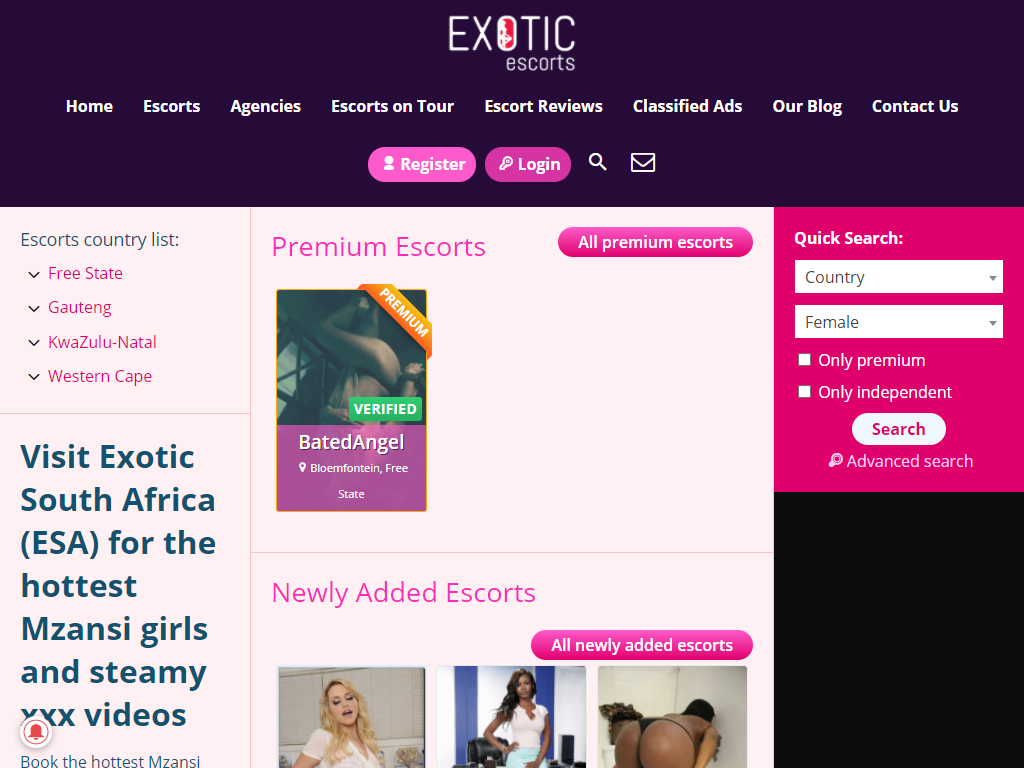 EXOTIC
escorts
Home
Escorts
Agencies
Escorts on Tour
Escort Reviews
Classified Ads
Our Blog
Contact Us
Register
Login
Escorts country list:
Free State
Gauteng
KwaZulu-Natal
Western Cape
Visit Exotic
South Africa
(ESA) for the
hottest
Mzansi girls
and steamy
xxx videos
Book the hottest Mzansi
Premium Escorts
All premium escorts
PREMIUM
VERIFIED
BatedAngel
Bloemfontein, Free
State
Newly Added Escorts
All newly added escorts
Quick Search:
Country
Female
Only premium
Only independent
Search
Advanced search